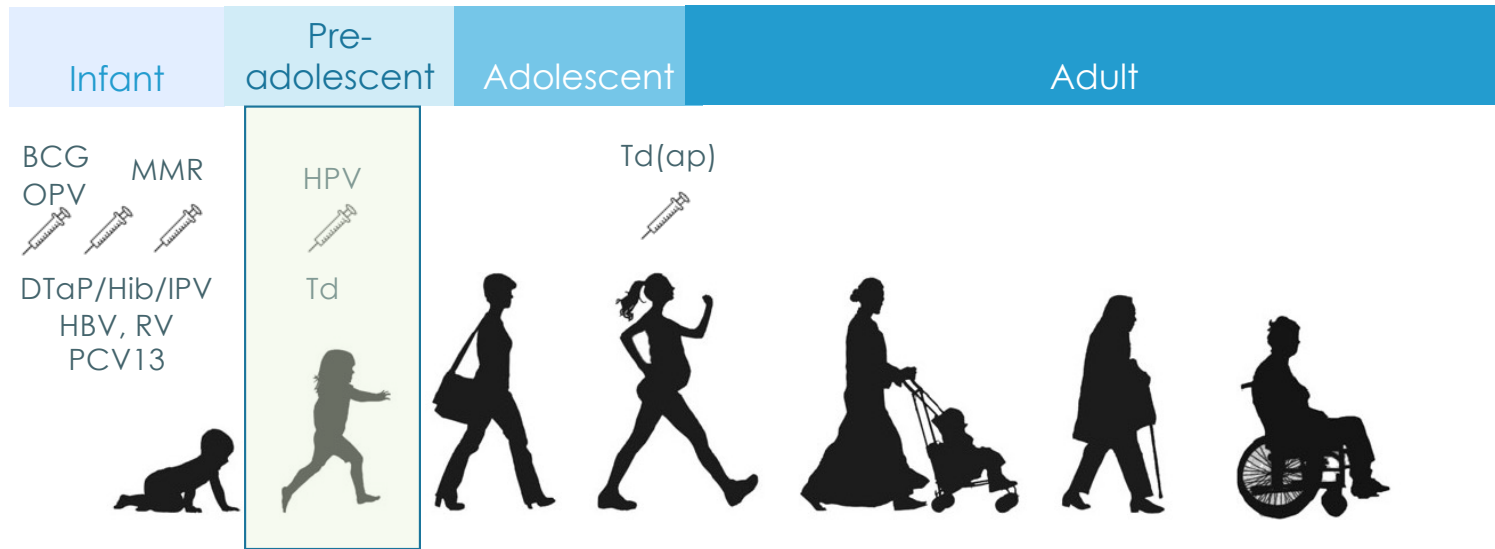 Infant
Pre-
adolescent
Adolescent
Adult
BCG
OPV
MMR
DTaP/Hib/IPV
HBV, RV
PCV13
HPV
Td
Td(ap)